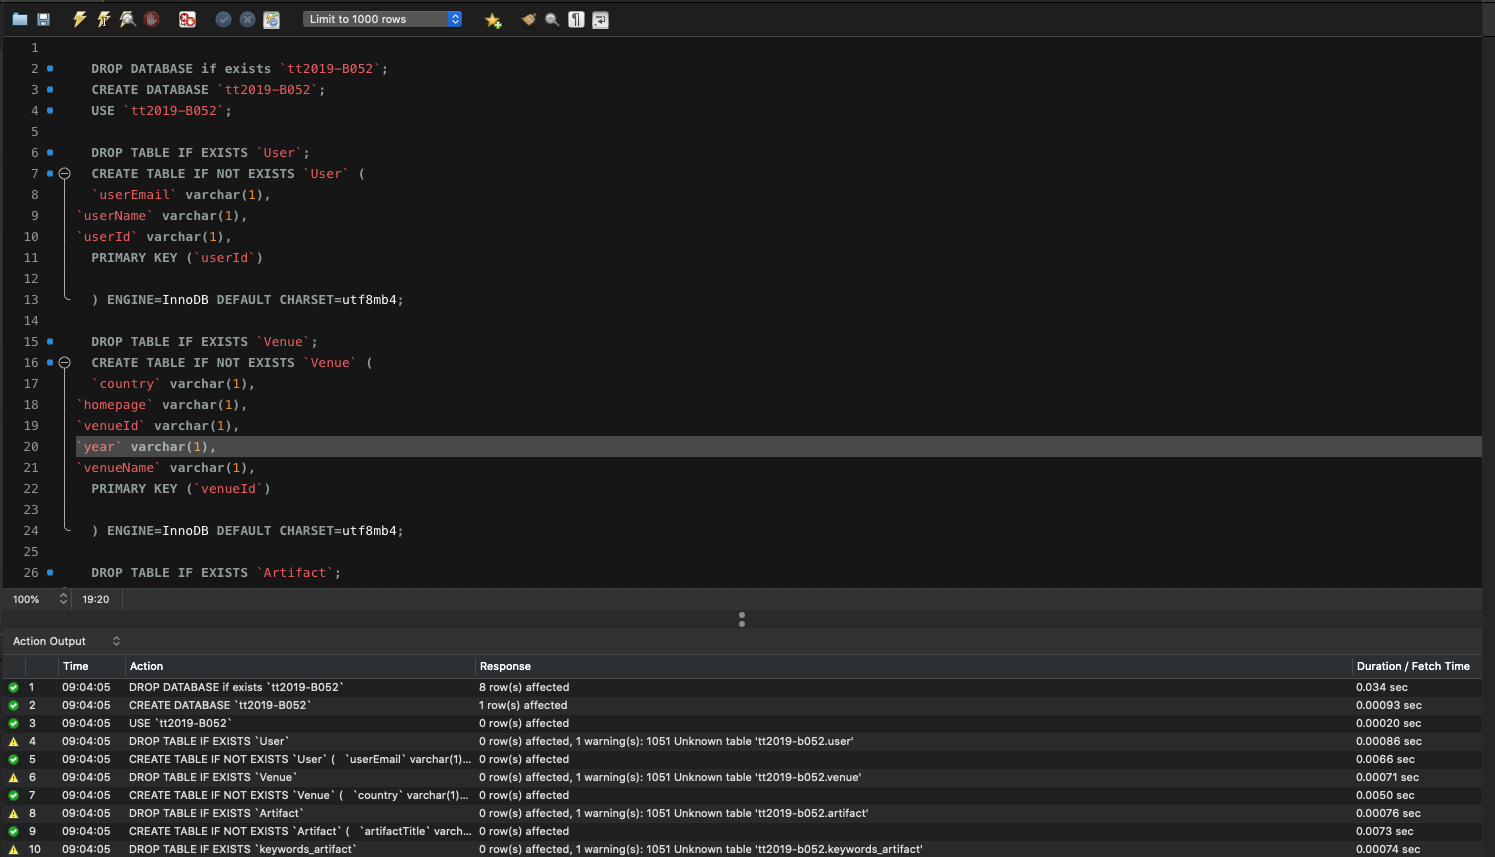 Limit to 1000 rows
1
2 DROP DATABASE if exists `tt2019-B052`;
3 CREATE DATABASE `tt2019-B052`;
4 USE `tt2019-B052`;
5
6 DROP TABLE IF EXISTS `User`;
7 CREATE TABLE IF NOT EXISTS `User` (
8 `userEmail` varchar(1),
9 `userName` varchar(1),
10 `userId` varchar(1),
11 PRIMARY KEY (`userId`)
12
13 ) ENGINE=InnoDB DEFAULT CHARSET=utf8mb4;
14
15 DROP TABLE IF EXISTS `Venue`;
16 CREATE TABLE IF NOT EXISTS `Venue` (
17 `country` varchar(1),
18 `homepage` varchar(1),
19 `venueId` varchar(1),
20 `year` varchar(1),
21 `venueName` varchar(1),
22 PRIMARY KEY (`venueId`)
23
24 ) ENGINE=InnoDB DEFAULT CHARSET=utf8mb4;
25
26 DROP TABLE IF EXISTS `Artifact`;
100% 19:20
Action Output
Time Action Response Duration / Fetch Time
1 09:04:05 DROP DATABASE if exists `tt2019-B052` 8 row(s) affected 0.034 sec
2 09:04:05 CREATE DATABASE `tt2019-B052` 1 row(s) affected 0.00093 sec
3 09:04:05 USE `tt2019-B052` 0 row(s) affected 0.00020 sec
4 09:04:05 DROP TABLE IF EXISTS `User` 0 row(s) affected, 1 warning(s): 1051 Unknown table 'tt2019-b052.user' 0.00086 sec
5 09:04:05 CREATE TABLE IF NOT EXISTS `User` ( `userEmail` varchar(1)... 0 row(s) affected 0.0066 sec
6 09:04:05 DROP TABLE IF EXISTS `Venue` 0 row(s) affected, 1 warning(s): 1051 Unknown table 'tt2019-b052.venue' 0.00071 sec
7 09:04:05 CREATE TABLE IF NOT EXISTS `Venue` ( `country` varchar(1)... 0 row(s) affected 0.0050 sec
8 09:04:05 DROP TABLE IF EXISTS `Artifact` 0 row(s) affected, 1 warning(s): 1051 Unknown table 'tt2019-b052.artifact' 0.00076 sec
9 09:04:05 CREATE TABLE IF NOT EXISTS `Artifact` ( `artifactTitle` varch... 0 row(s) affected 0.0073 sec
10 09:04:05 DROP TABLE IF EXISTS `keywords_artifact` 0 row(s) affected, 1 warning(s): 1051 Unknown table 'tt2019-b052.keywords_artifact' 0.00074 sec